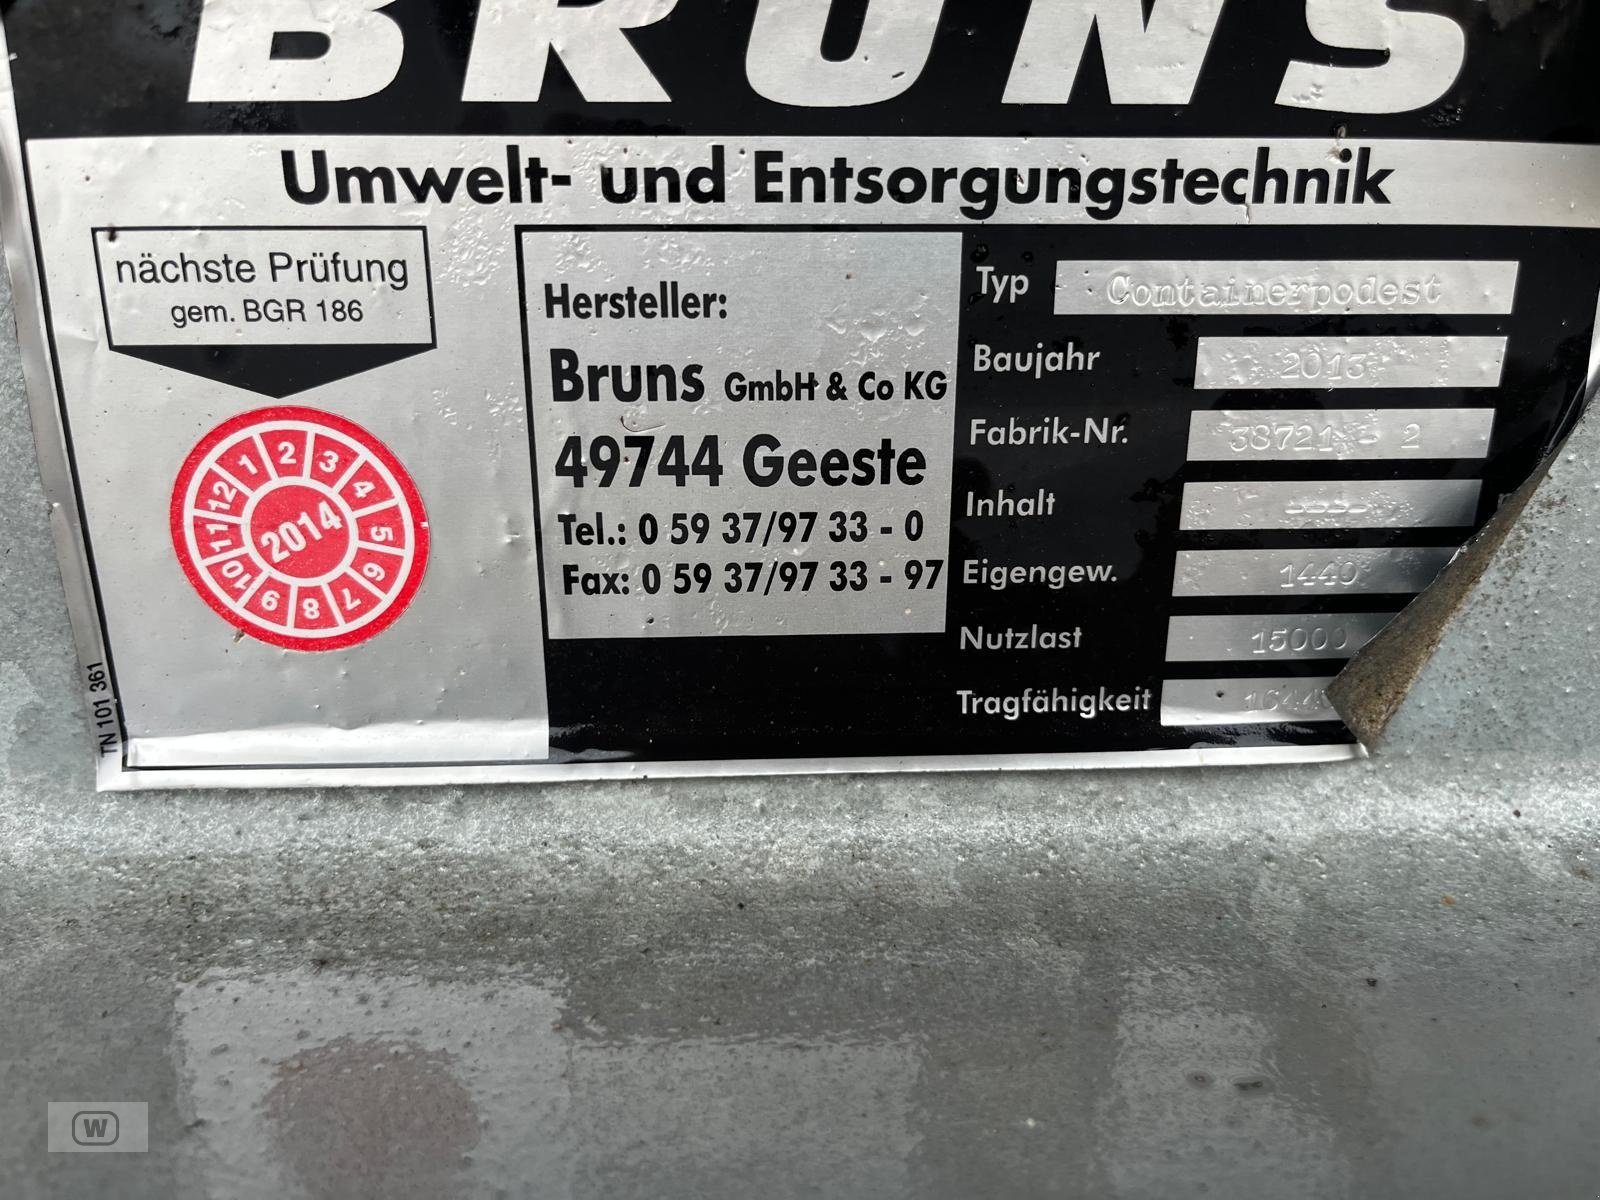 BRUNS
Umwelt- und Entsorgungstechnik
nächste Prüfung
gem. BGR 186
1 2 3 4 5 6 7 8 9 10 11 12
2014
TN 101 361
Hersteller:
Bruns GmbH & Co KG
49744 Geeste
Tel.: 0 59 37/97 33 - 0
Fax: 0 59 37/97 33 - 97
Typ Containerpodest
Baujahr 2013
Fabrik-Nr. 38721 - 2
Inhalt
Eigengew. 1440
Nutzlast 15000
Tragfähigkeit
W